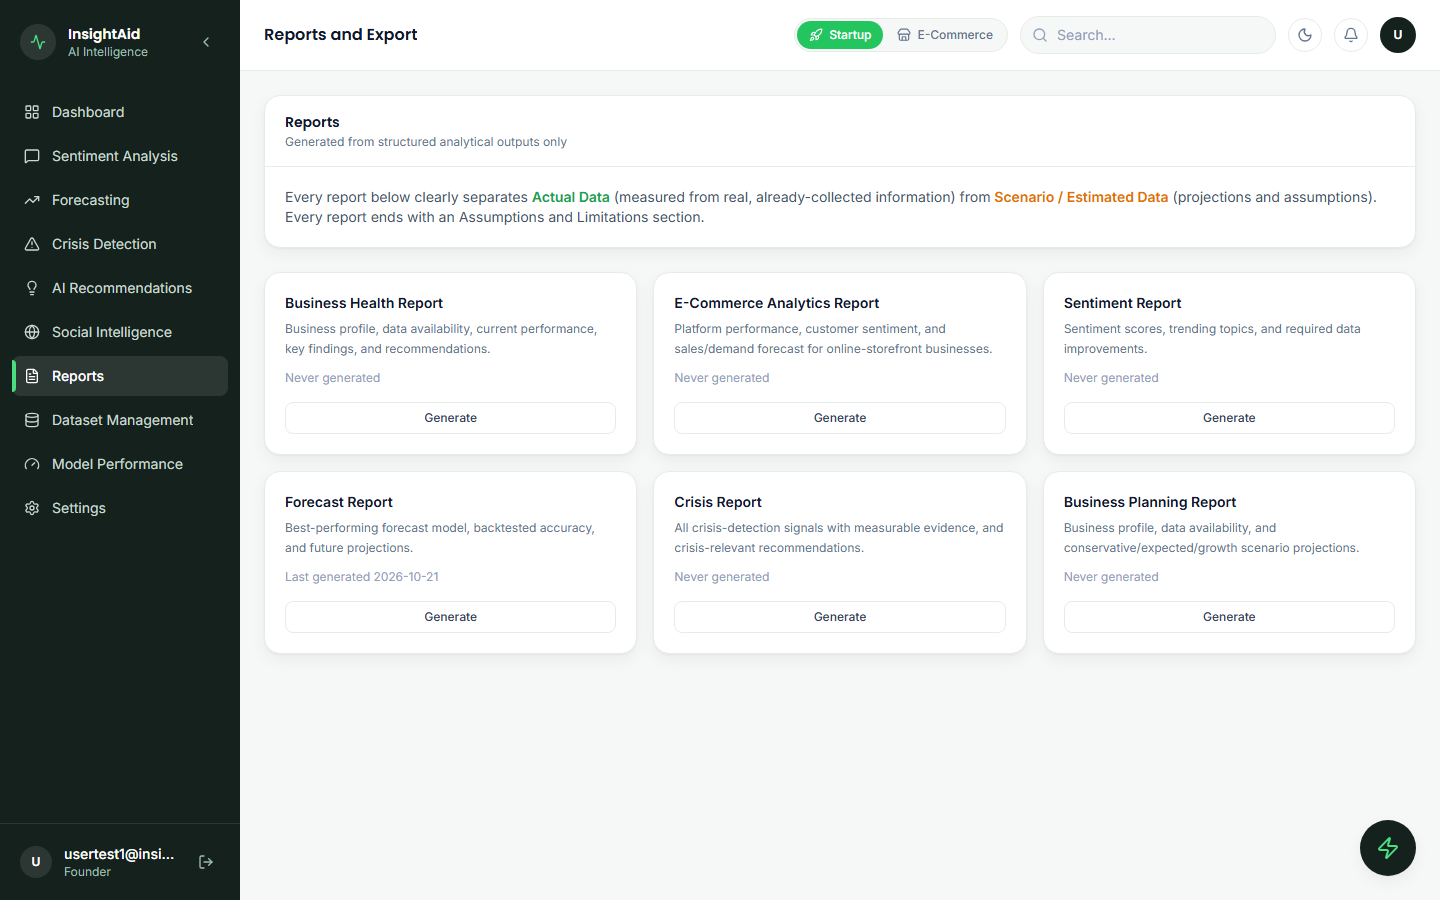 InsightAid
AI Intelligence
Dashboard
Sentiment Analysis
Forecasting
Crisis Detection
AI Recommendations
Social Intelligence
Reports
Dataset Management
Model Performance
Settings
U
usertest1@insi...
Founder
Reports and Export
Startup
E-Commerce
Search...
U
Reports
Generated from structured analytical outputs only
Every report below clearly separates Actual Data (measured from real, already-collected information) from Scenario / Estimated Data (projections and assumptions).
Every report ends with an Assumptions and Limitations section.
Business Health Report
Business profile, data availability, current performance,
key findings, and recommendations.
Never generated
Generate
E-Commerce Analytics Report
Platform performance, customer sentiment, and
sales/demand forecast for online-storefront businesses.
Never generated
Generate
Sentiment Report
Sentiment scores, trending topics, and required data
improvements.
Never generated
Generate
Forecast Report
Best-performing forecast model, backtested accuracy,
and future projections.
Last generated 2026-10-21
Generate
Crisis Report
All crisis-detection signals with measurable evidence, and
crisis-relevant recommendations.
Never generated
Generate
Business Planning Report
Business profile, data availability, and
conservative/expected/growth scenario projections.
Never generated
Generate